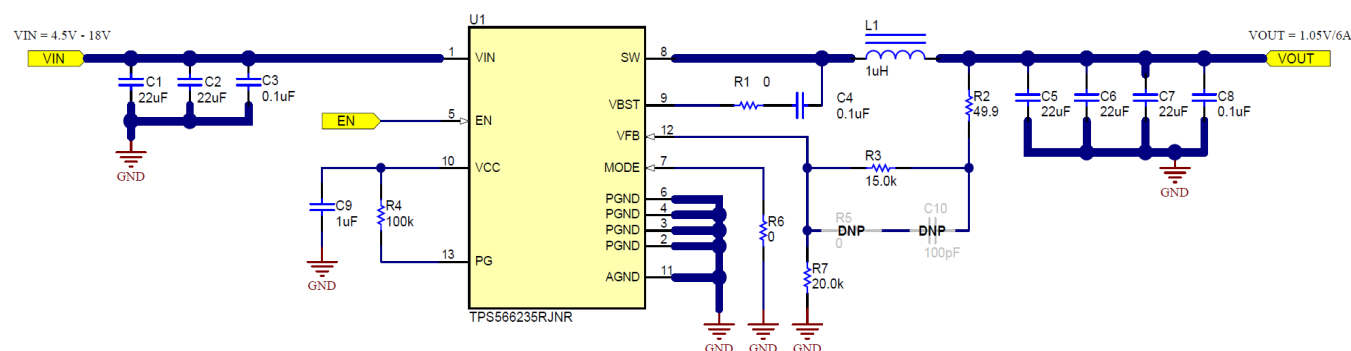 U1
VIN = 4.5V - 18V
VOUT = 1.05V/6A
L1
VIN
1
VIN
SW
8
1uH
VOUT
C1
22uF
C2
22uF
C3
0.1uF
R1
0
C4
0.1uF
R2
49.9
C5
22uF
C6
22uF
C7
22uF
C8
0.1uF
VBST
9
EN
5
EN
VFB
12
GND
10
VCC
MODE
7
R3
15.0k
GND
C9
1uF
R4
100k
PGND
6
PGND
4
PGND
3
PGND
2
R6
0
R5
DNP
0
C10
DNP
100pF
13
PG
AGND
11
R7
20.0k
GND
TPS566235RJNR
GND
GND
GND